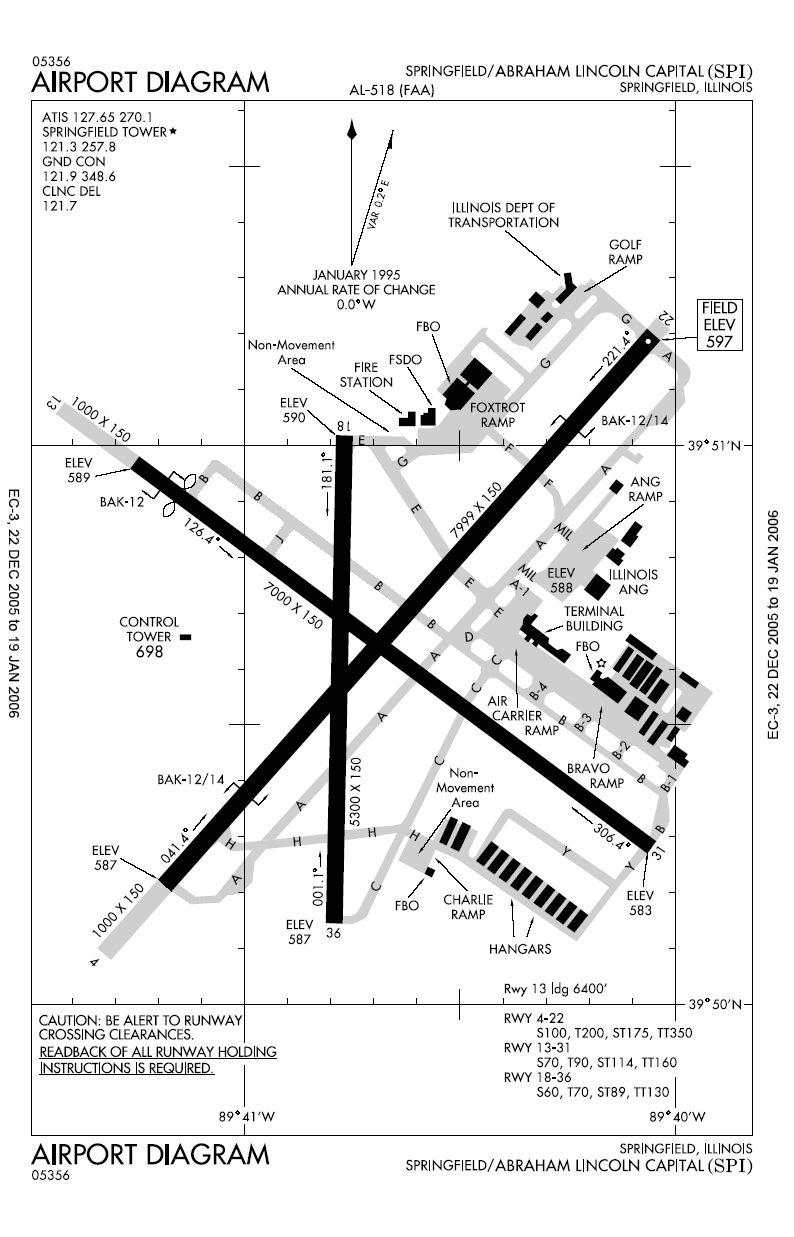 05356
AIRPORT DIAGRAM
SPRINGFIELD/ABRAHAM LINCOLN CAPITAL (SPI)
AL-518 (FAA)
SPRINGFIELD, ILLINOIS
ATIS 127.65 270.1
SPRINGFIELD TOWER★
121.3 257.8
GND CON
121.9 348.6
CLNC DEL
121.7
VAR 0.2° E
JANUARY 1995
ANNUAL RATE OF CHANGE
0.0° W
ILLINOIS DEPT OF
TRANSPORTATION
GOLF
RAMP
FIELD
ELEV
597
22
221.4°
G
G
A
FBO
FSDO
FIRE
STATION
Non-Movement
Area
FOXTROT
RAMP
BAK-12/14
ELEV
590
18
E
G
F
F
E
39°51'N
1000 X 150
13
ELEV
589
BAK-12
B
B
J
126.4°
181.1°
7999 X 150
A
A
MIL
MIL
ANG
RAMP
ELEV
588
ILLINOIS
ANG
A-1
E
E
7000 X 150
B
B
D
A
C
C
TERMINAL
BUILDING
FBO
CONTROL
TOWER
698
AIR
CARRIER
RAMP
B-4
B
B-3
B
B-2
B
B-1
BRAVO
RAMP
A
C
Non-
Movement
Area
BAK-12/14
5300 X 150
A
H
H
H
H
041.4°
ELEV
587
A
1000 X 150
4
001.1°
ELEV
587
36
C
FBO
CHARLIE
RAMP
HANGARS
Y
Y
306.4°
B
31
ELEV
583
Rwy 13 ldg 6400'
39°50'N
RWY 4-22
S100, T200, ST175, TT350
RWY 13-31
S70, T90, ST114, TT160
RWY 18-36
S60, T70, ST89, TT130
CAUTION: BE ALERT TO RUNWAY
CROSSING CLEARANCES.
READBACK OF ALL RUNWAY HOLDING
INSTRUCTIONS IS REQUIRED.
89°41'W
89°40'W
AIRPORT DIAGRAM
05356
SPRINGFIELD, ILLINOIS
SPRINGFIELD/ABRAHAM LINCOLN CAPITAL (SPI)
EC-3, 22 DEC 2005 to 19 JAN 2006
EC-3, 22 DEC 2005 to 19 JAN 2006